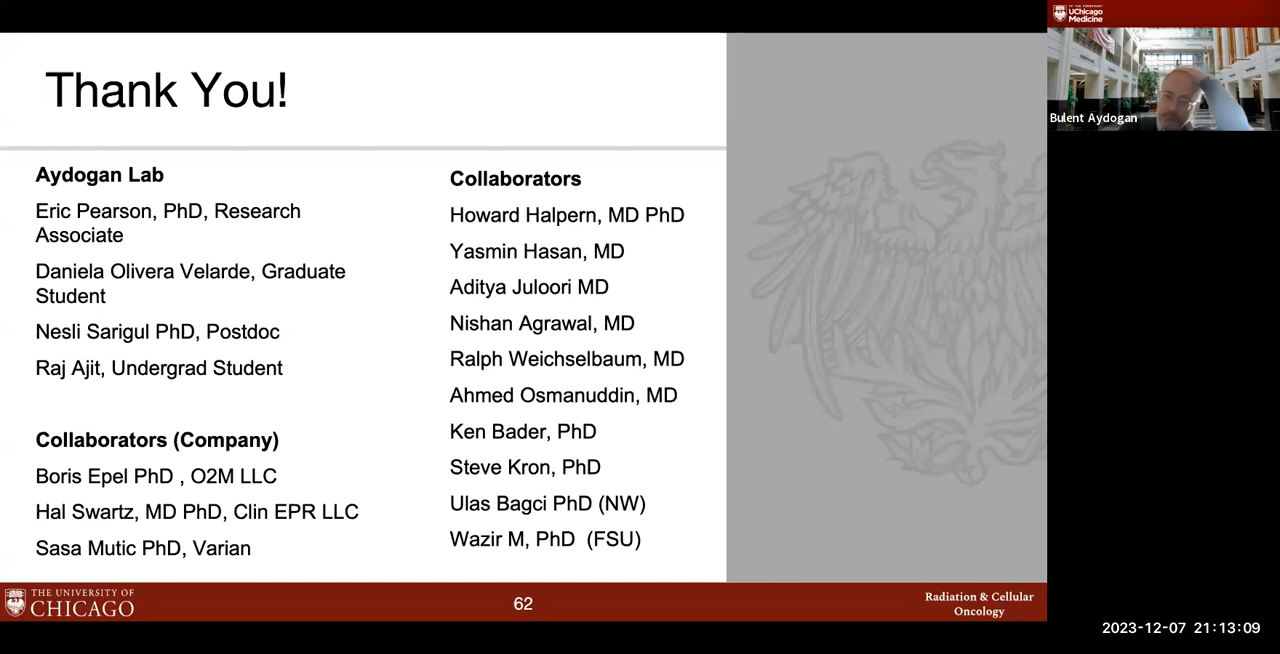 Thank You!
Aydogan Lab
Eric Pearson, PhD, Research
Associate
Daniela Olivera Velarde, Graduate
Student
Nesli Sarigul PhD, Postdoc
Raj Ajit, Undergrad Student
Collaborators (Company)
Boris Epel PhD , O2M LLC
Hal Swartz, MD PhD, Clin EPR LLC
Sasa Mutic PhD, Varian
Collaborators
Howard Halpern, MD PhD
Yasmin Hasan, MD
Aditya Juloori MD
Nishan Agrawal, MD
Ralph Weichselbaum, MD
Ahmed Osmanuddin, MD
Ken Bader, PhD
Steve Kron, PhD
Ulas Bagci PhD (NW)
Wazir M, PhD (FSU)
THE UNIVERSITY OF
CHICAGO
62
Radiation & Cellular
Oncology
UChicago
Medicine
Bulent Aydogan
2023-12-07 21:13:09